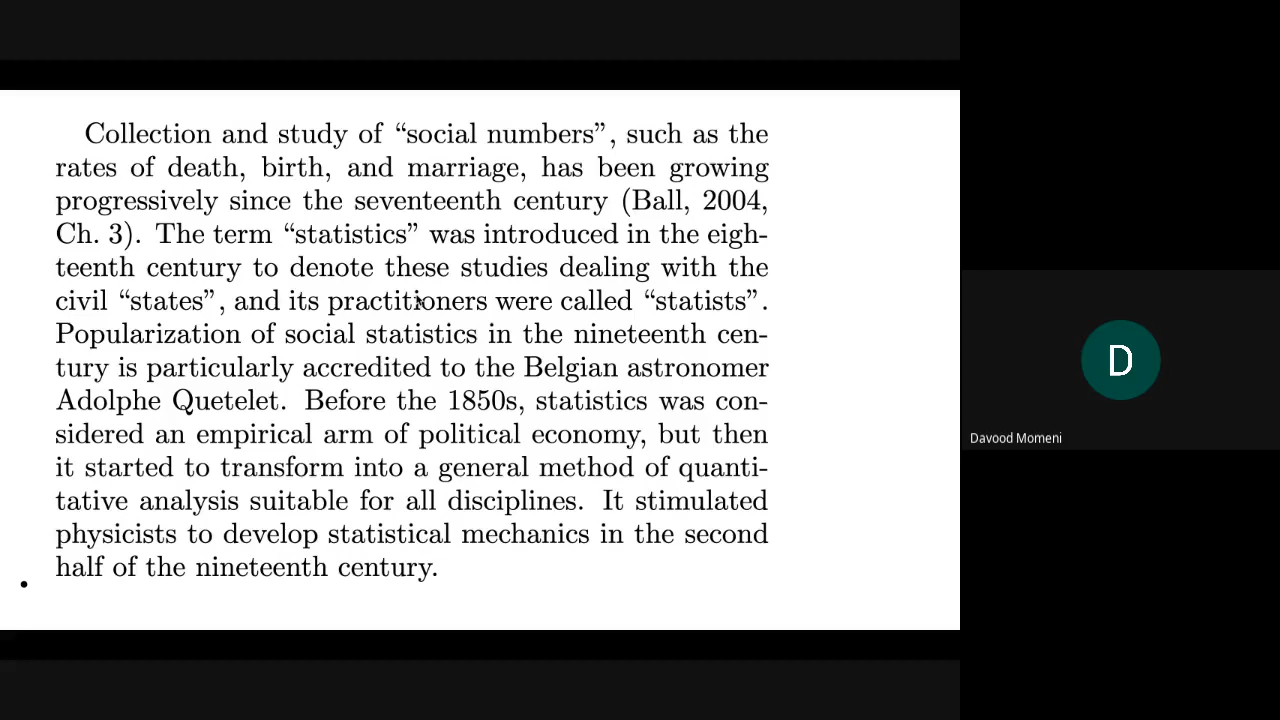 Collection and study of “social numbers”, such as the
rates of death, birth, and marriage, has been growing
progressively since the seventeenth century (Ball, 2004,
Ch. 3). The term “statistics” was introduced in the eigh-
teenth century to denote these studies dealing with the
civil “states”, and its practitioners were called “statists”.
Popularization of social statistics in the nineteenth cen-
tury is particularly accredited to the Belgian astronomer
Adolphe Quetelet. Before the 1850s, statistics was con-
sidered an empirical arm of political economy, but then
it started to transform into a general method of quanti-
tative analysis suitable for all disciplines. It stimulated
physicists to develop statistical mechanics in the second
half of the nineteenth century.
D
Davood Momeni